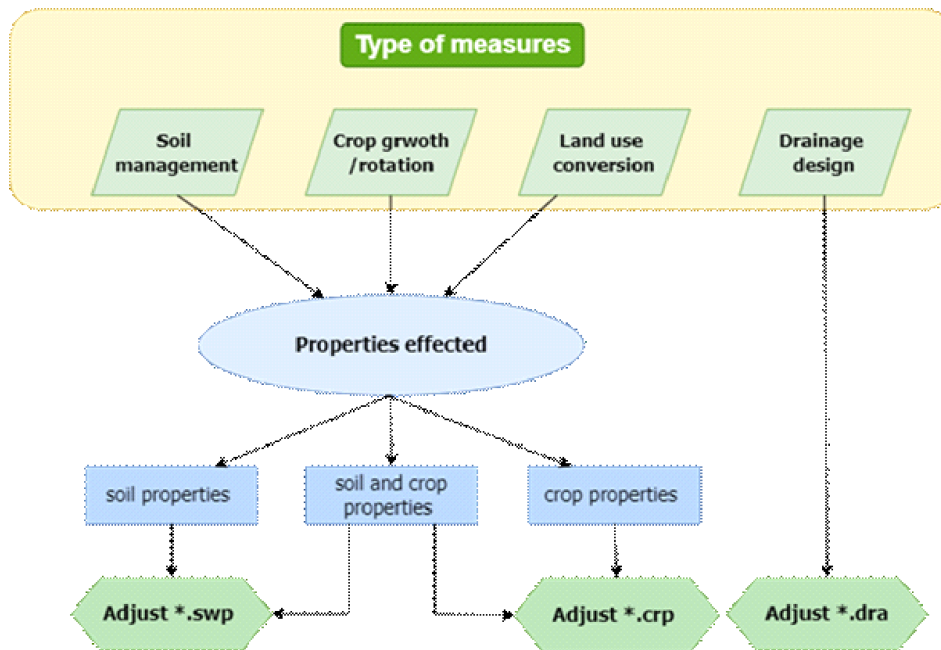 Type of measures
Soil
management
Crop grwoth
/rotation
Land use
conversion
Drainage
design
Properties effected
soil properties
soil and crop
properties
crop properties
Adjust *.swp
Adjust *.crp
Adjust *.dra